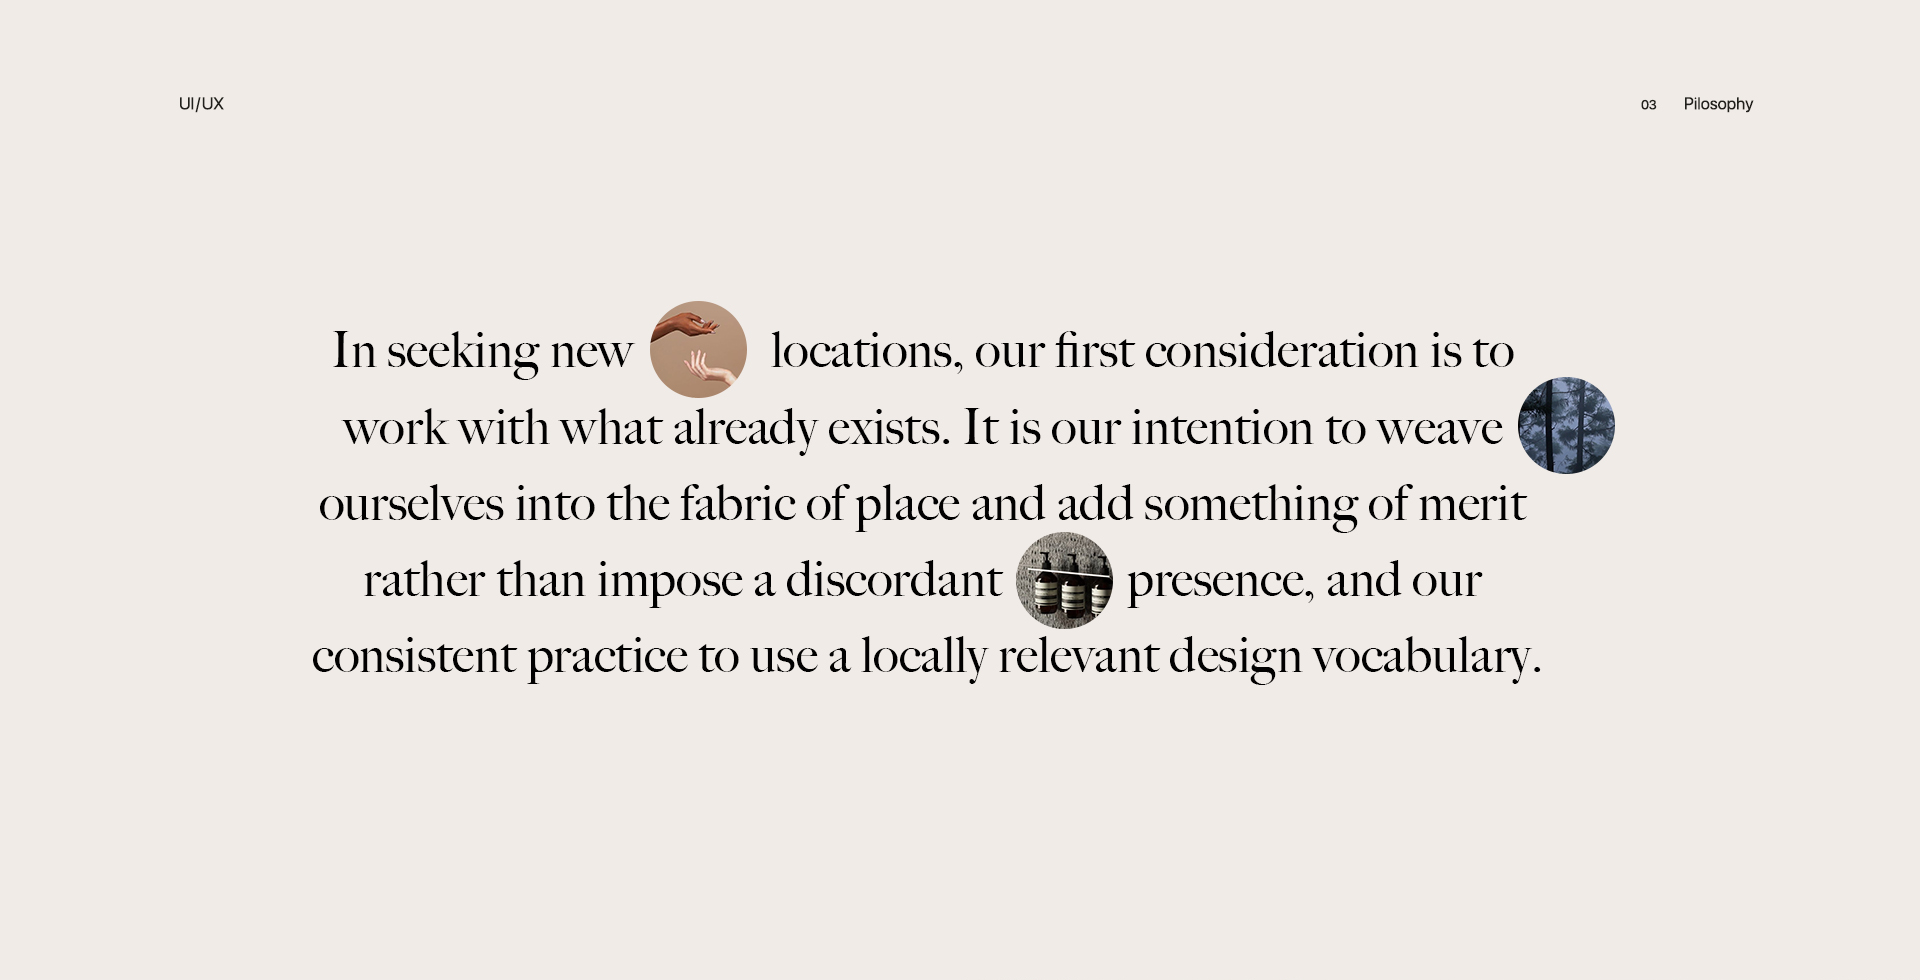 UI/UX
03 Pilosophy
In seeking new locations, our first consideration is to
work with what already exists. It is our intention to weave
ourselves into the fabric of place and add something of merit
rather than impose a discordant presence, and our
consistent practice to use a locally relevant design vocabulary.